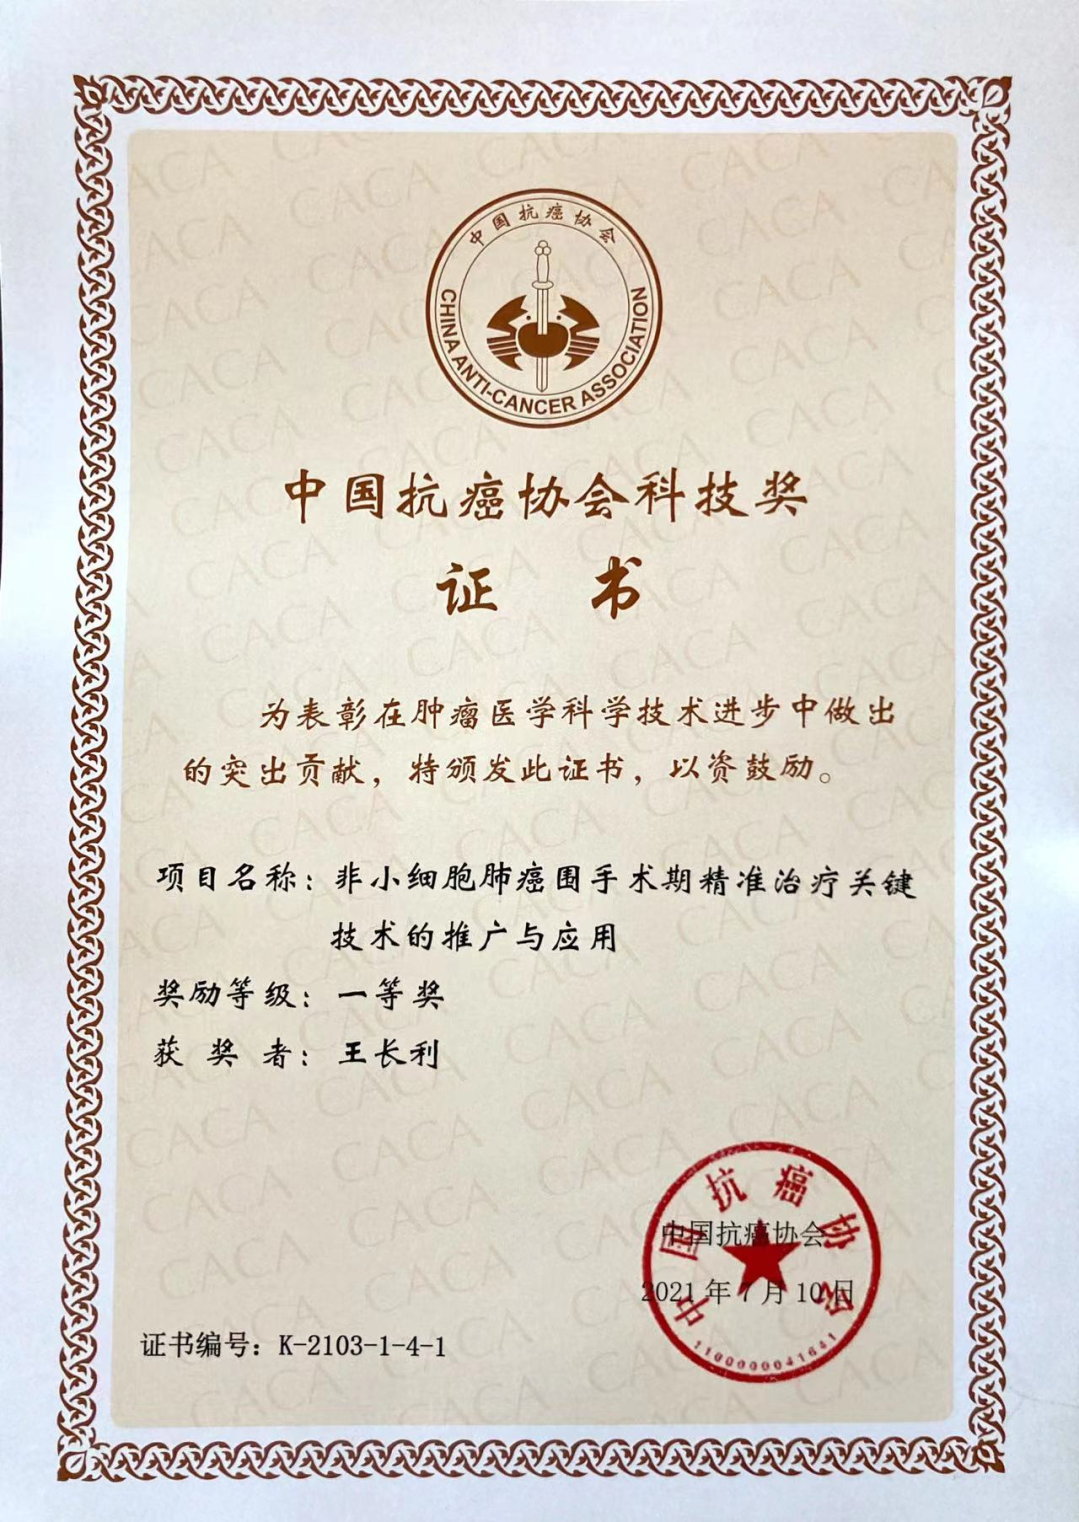 中国抗癌协会
CHINA ANTI-CANCER ASSOCIATION
中国抗癌协会科技奖
证 书
为表彰在肿瘤医学科学技术进步中做出
的突出贡献，特颁发此证书，以资鼓励。
项目名称：非小细胞肺癌围手术期精准治疗关键
技术的推广与应用
奖励等级：一等奖
获 奖 者：王长利
中国抗癌协会
中国抗癌协会
2021 年 7 月 10 日
1100000041641
证书编号：K-2103-1-4-1